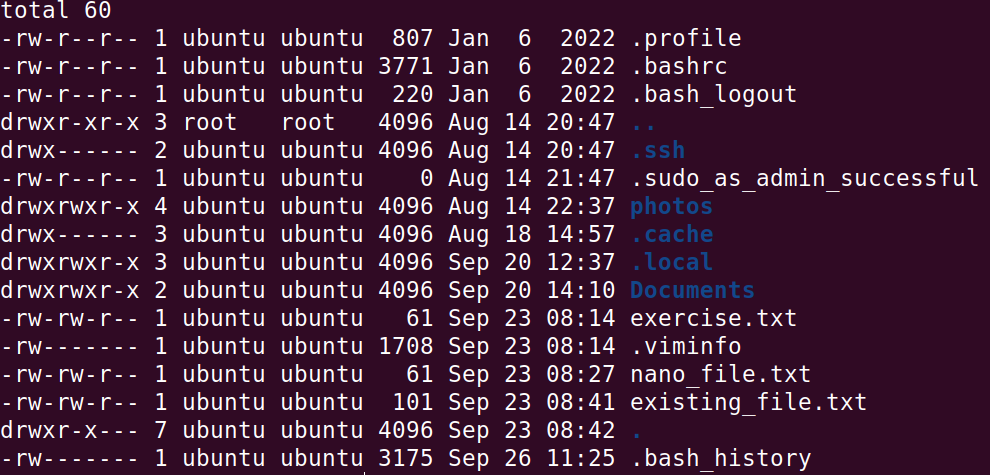 total 60
-rw-r--r-- 1 ubuntu ubuntu  807 Jan  6  2022 .profile
-rw-r--r-- 1 ubuntu ubuntu 3771 Jan  6  2022 .bashrc
-rw-r--r-- 1 ubuntu ubuntu  220 Jan  6  2022 .bash_logout
drwxr-xr-x 3 root   root   4096 Aug 14 20:47 ..
drwx------ 2 ubuntu ubuntu 4096 Aug 14 20:47 .ssh
-rw-r--r-- 1 ubuntu ubuntu    0 Aug 14 21:47 .sudo_as_admin_successful
drwxrwxr-x 4 ubuntu ubuntu 4096 Aug 14 22:37 photos
drwx------ 3 ubuntu ubuntu 4096 Aug 18 14:57 .cache
drwxrwxr-x 3 ubuntu ubuntu 4096 Sep 20 12:37 .local
drwxrwxr-x 2 ubuntu ubuntu 4096 Sep 20 14:10 Documents
-rw-rw-r-- 1 ubuntu ubuntu   61 Sep 23 08:14 exercise.txt
-rw------- 1 ubuntu ubuntu 1708 Sep 23 08:14 .viminfo
-rw-rw-r-- 1 ubuntu ubuntu   61 Sep 23 08:27 nano_file.txt
-rw-rw-r-- 1 ubuntu ubuntu  101 Sep 23 08:41 existing_file.txt
drwxr-x--- 7 ubuntu ubuntu 4096 Sep 23 08:42 .
-rw------- 1 ubuntu ubuntu 3175 Sep 26 11:25 .bash_history